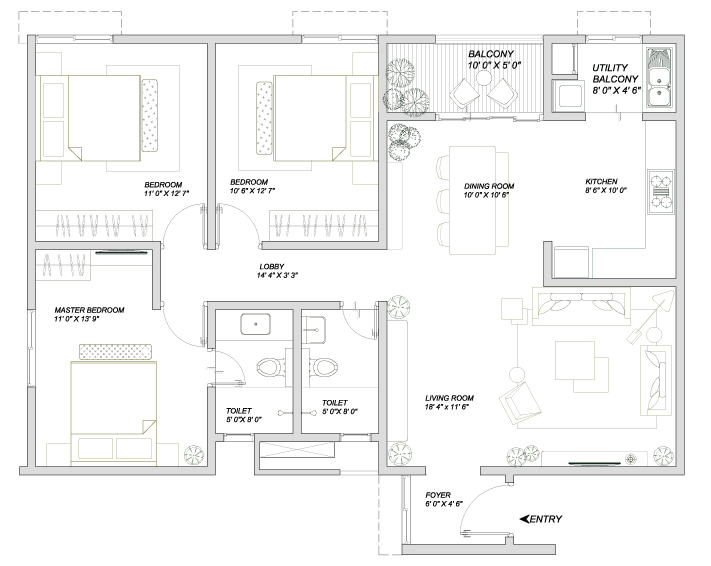 BALCONY
10' 0" X 5' 0"
UTILITY
BALCONY
8' 0" X 4' 6"
BEDROOM
11' 0" X 12' 7"
BEDROOM
10' 6" X 12' 7"
DINING ROOM
10' 0" X 10' 6"
KITCHEN
8' 6" X 10' 0"
LOBBY
14' 4" X 3' 3"
MASTER BEDROOM
11' 0" X 13' 9"
TOILET
5' 0"X 8' 0"
TOILET
5' 0"X 8' 0"
LIVING ROOM
18' 4" x 11' 6"
FOYER
6' 0" X 4' 6"
ENTRY